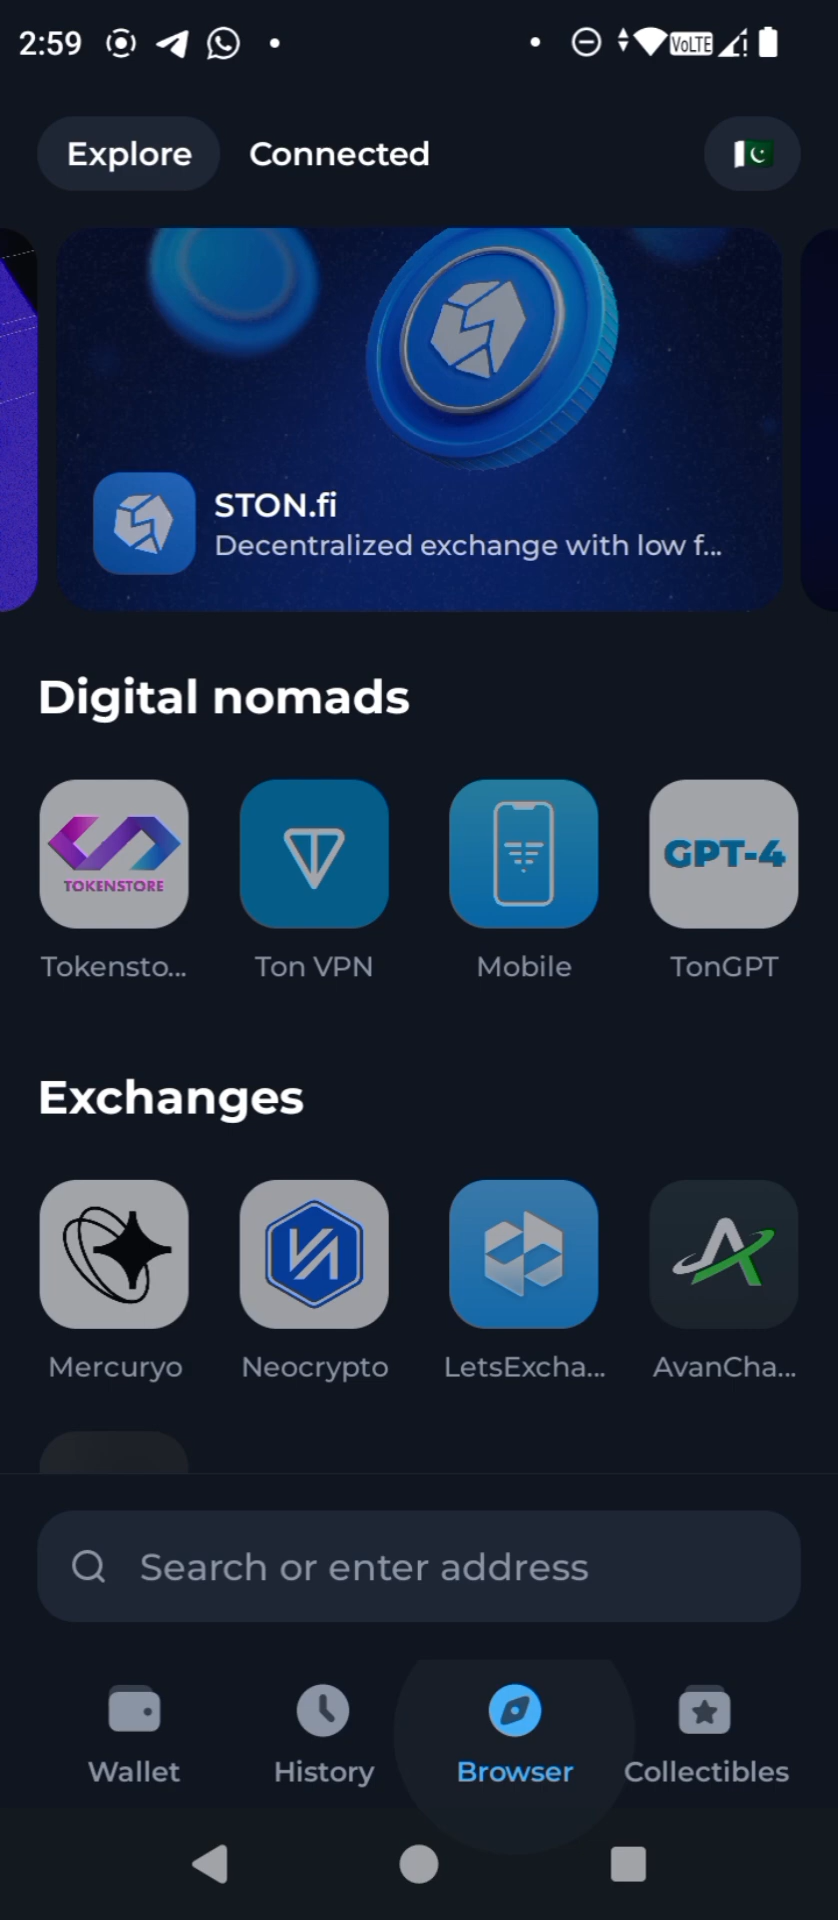 2:59
VoLTE
Explore
Connected
STON.fi
Decentralized exchange with low f...
Digital nomads
TOKENSTORE
GPT-4
Tokensto...
Ton VPN
Mobile
TonGPT
Exchanges
Mercuryo
Neocrypto
LetsExcha...
AvanCha...
Search or enter address
Wallet
History
Browser
Collectibles